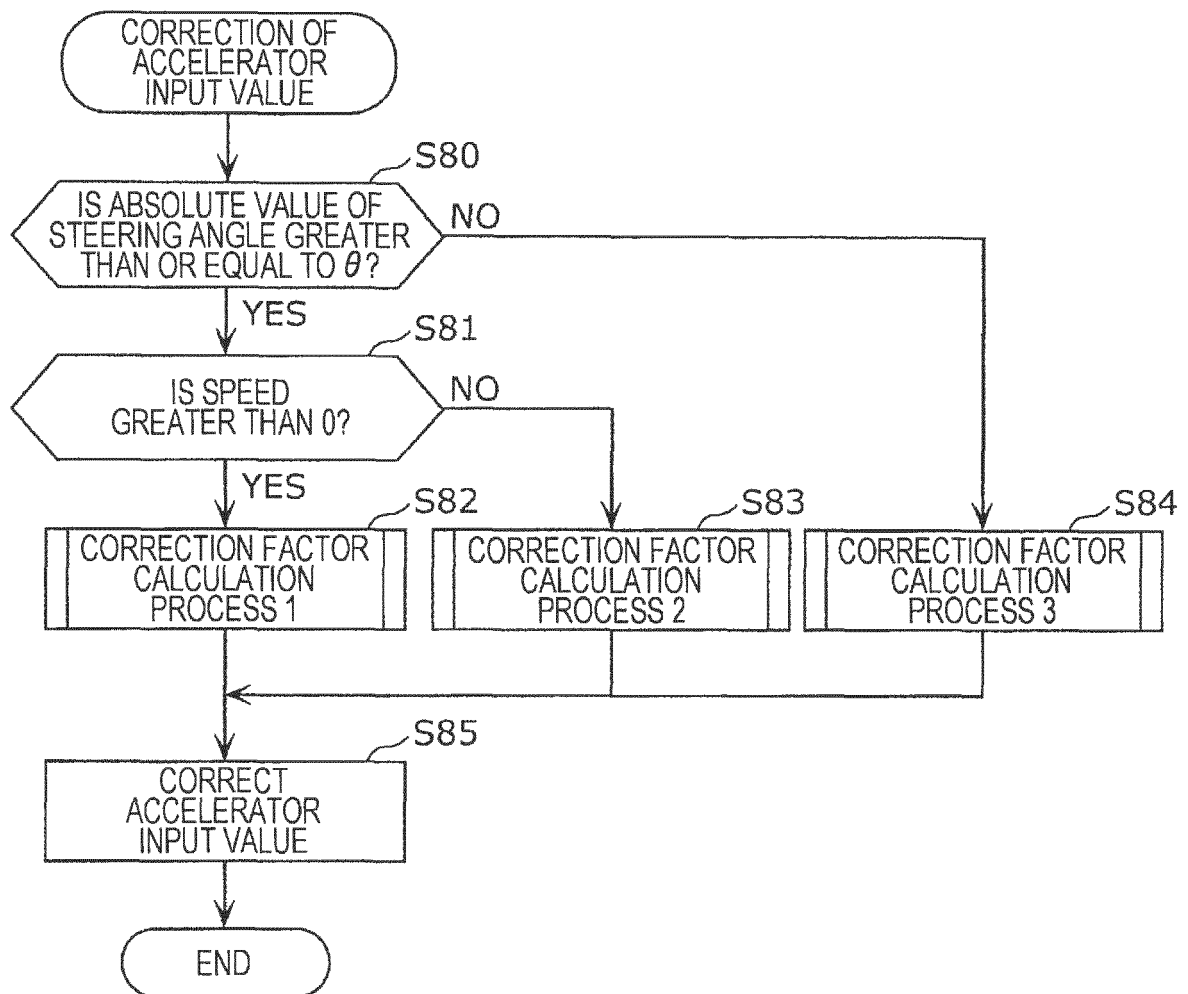 CORRECTION OF
ACCELERATOR
INPUT VALUE
S80
IS ABSOLUTE VALUE OF
STEERING ANGLE GREATER
THAN OR EQUAL TO θ?
NO
YES
S81
IS SPEED
GREATER THAN 0?
NO
YES
S82
CORRECTION FACTOR
CALCULATION
PROCESS 1
S83
CORRECTION FACTOR
CALCULATION
PROCESS 2
S84
CORRECTION FACTOR
CALCULATION
PROCESS 3
S85
CORRECT
ACCELERATOR
INPUT VALUE
END